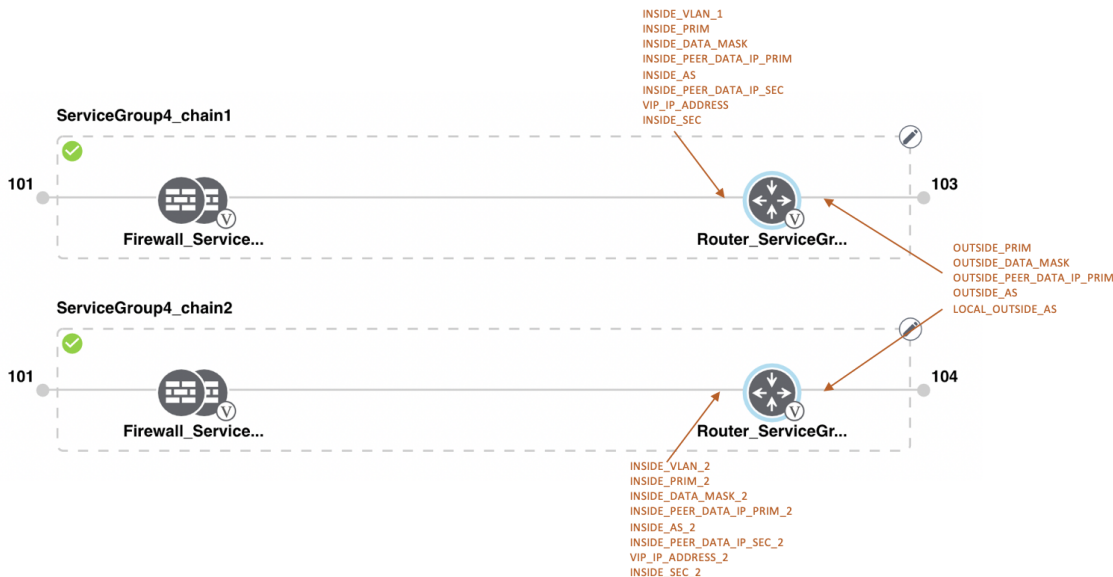 INSIDE_VLAN_1
INSIDE_PRIM
INSIDE_DATA_MASK
INSIDE_PEER_DATA_IP_PRIM
INSIDE_AS
INSIDE_PEER_DATA_IP_SEC
VIP_IP_ADDRESS
INSIDE_SEC
ServiceGroup4_chain1
101
103
V
V
Firewall_Service...
Router_ServiceGr...
OUTSIDE_PRIM
OUTSIDE_DATA_MASK
OUTSIDE_PEER_DATA_IP_PRIM
OUTSIDE_AS
LOCAL_OUTSIDE_AS
ServiceGroup4_chain2
101
104
V
V
Firewall_Service...
Router_ServiceGr...
INSIDE_VLAN_2
INSIDE_PRIM_2
INSIDE_DATA_MASK_2
INSIDE_PEER_DATA_IP_PRIM_2
INSIDE_AS_2
INSIDE_PEER_DATA_IP_SEC_2
VIP_IP_ADDRESS_2
INSIDE_SEC_2